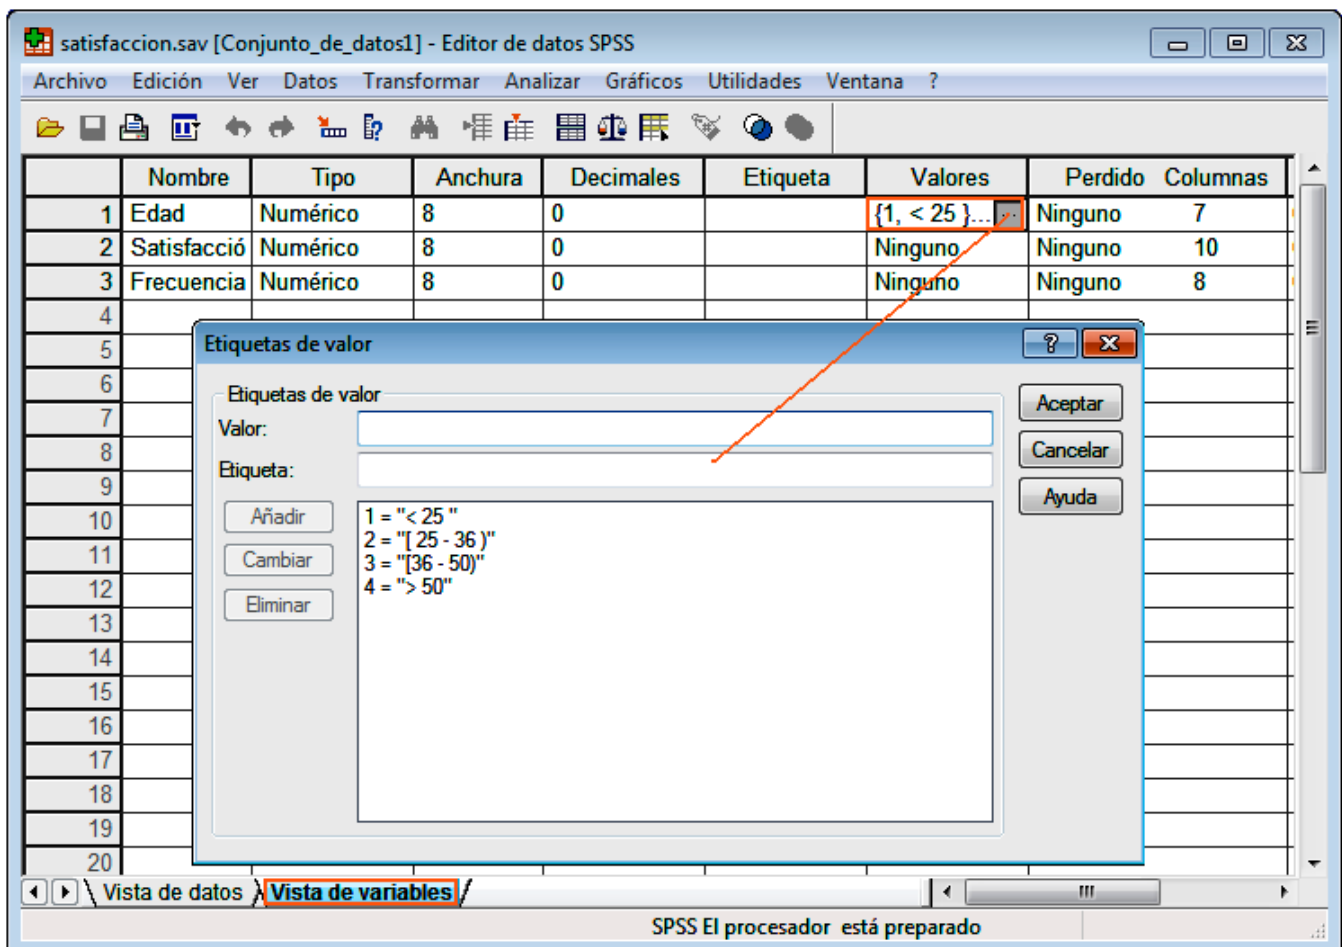 satisfaccion.sav [Conjunto_de_datos1] - Editor de datos SPSS
Archivo Edición Ver Datos Transformar Analizar Gráficos Utilidades Ventana ?
Nombre Tipo Anchura Decimales Etiqueta Valores Perdido Columnas
1 Edad Numérico 8 0 {1, < 25 }... Ninguno 7
2 Satisfacció Numérico 8 0 Ninguno Ninguno 10
3 Frecuencia Numérico 8 0 Ninguno Ninguno 8
4
5
6
7
8
9
10
11
12
13
14
15
16
17
18
19
20
Etiquetas de valor
Etiquetas de valor
Valor:
Etiqueta:
Añadir
Cambiar
Eliminar
1 = "< 25 "
2 = "[ 25 - 36 )"
3 = "[36 - 50)"
4 = "> 50"
Aceptar
Cancelar
Ayuda
Vista de datos Vista de variables
SPSS El procesador está preparado